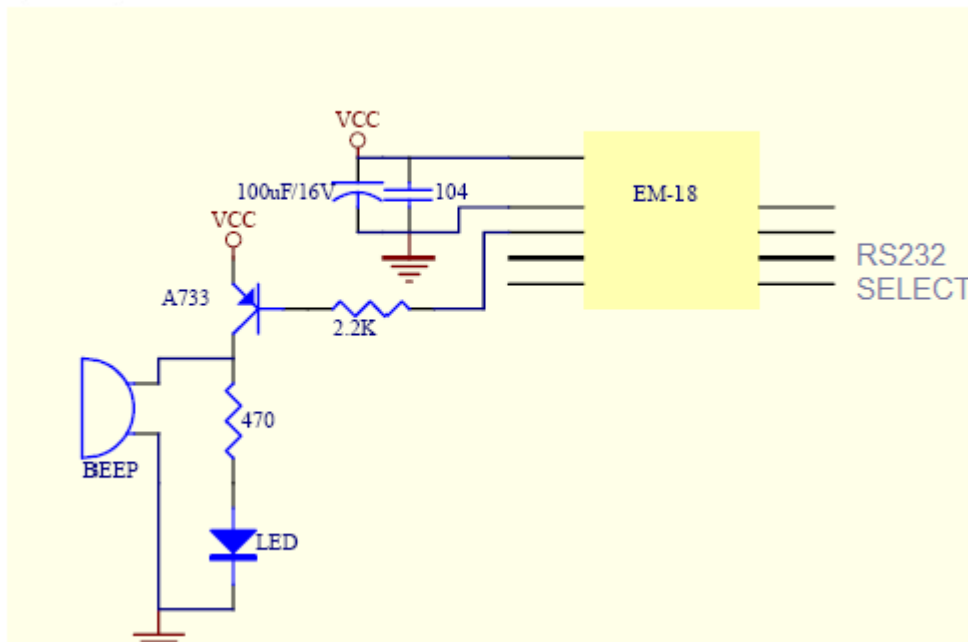 VCC
100uF/16V
104
EM-18
VCC
A733
2.2K
RS232
SELECT
470
BEEP
LED